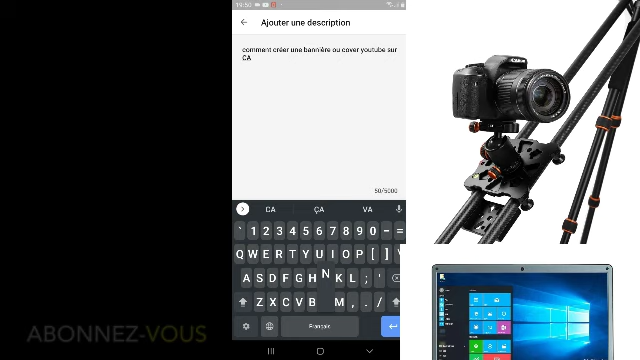 19:50
Ajouter une description
comment créer une bannière ou cover youtube sur
CA
50/5000
CA ÇA VA
` 1 2 3 4 5 6 7 8 9 0 - =
Q W E R T Y U I O P [ ] \
A S D F G H N K L ; '
Z X C V B M , . /
Français
ABONNEZ-VOUS